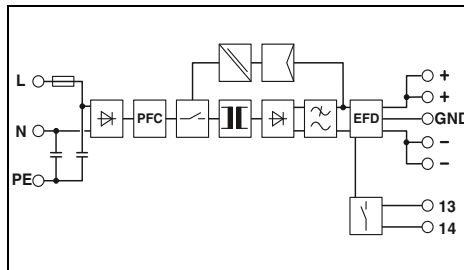 L
+
+
N
PFC
EFD
GND
–
–
PE
13
14